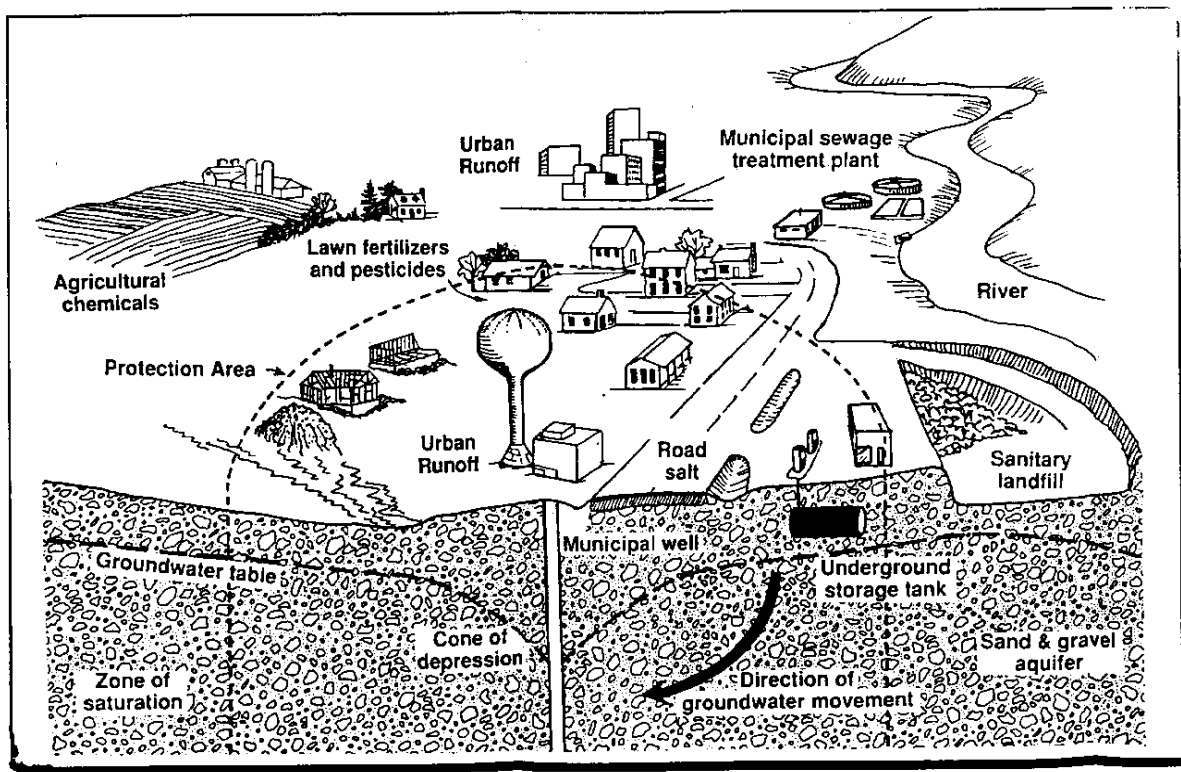 Urban
Runoff
Municipal sewage
treatment plant
Lawn fertilizers
and pesticides
Agricultural
chemicals
River
Protection Area
Urban
Runoff
Road
salt
Sanitary
landfill
Municipal well
Groundwater table
Underground
storage tank
Cone of
depression
Sand & gravel
aquifer
Zone of
saturation
Direction of
groundwater movement